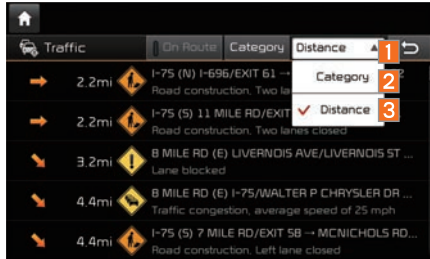 Traffic On Route Category Distance 1
2.2mi I-75 (N) I-696/EXIT 61 → 2
Road construction, Two la
Category 2
2.2mi I-75 (S) 11 MILE RD/EXIT
Road construction, Two lanes closed
Distance 3
3.2mi 8 MILE RD (E) LIVERNOIS AVE/LIVERNOIS ST ...
Lane blocked
4.4mi 8 MILE RD (E) I-75/WALTER P CHRYSLER DR ...
Traffic congestion, average speed of 25 mph
4.4mi I-75 (S) 7 MILE RD/EXIT 58 → MCNICHOLS RD...
Road construction, Left lane closed